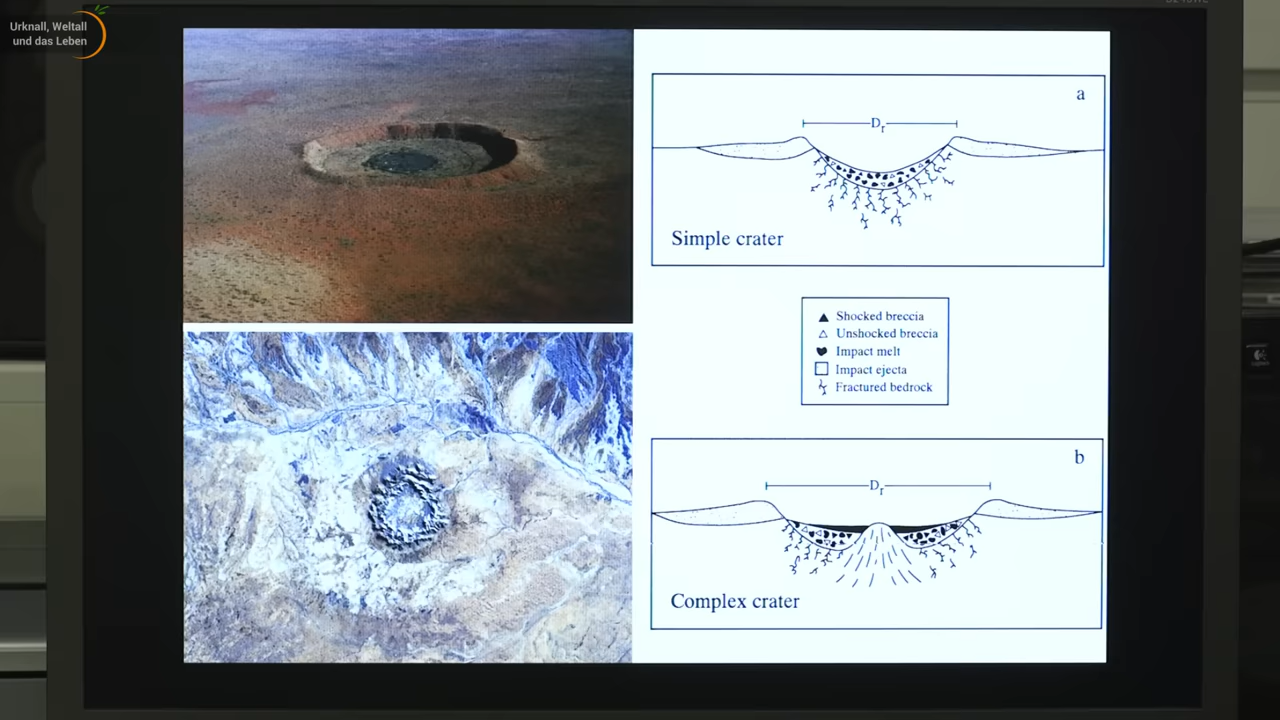 Urknall, Weltall
und das Leben
a
Dr
Simple crater
Shocked breccia
Unshocked breccia
Impact melt
Impact ejecta
Fractured bedrock
b
Dr
Complex crater